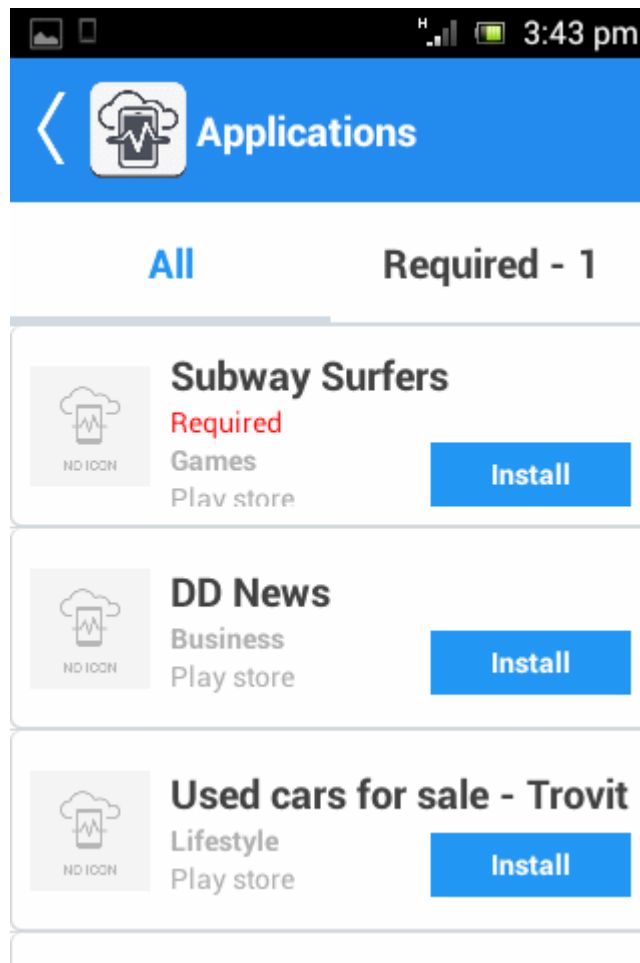 H 3:43 pm
Applications
All Required - 1
Subway Surfers
Required
NO ICON Games Install
Play store
DD News
Business
NO ICON Play store Install
Used cars for sale - Trovit
Lifestyle
NO ICON Play store Install